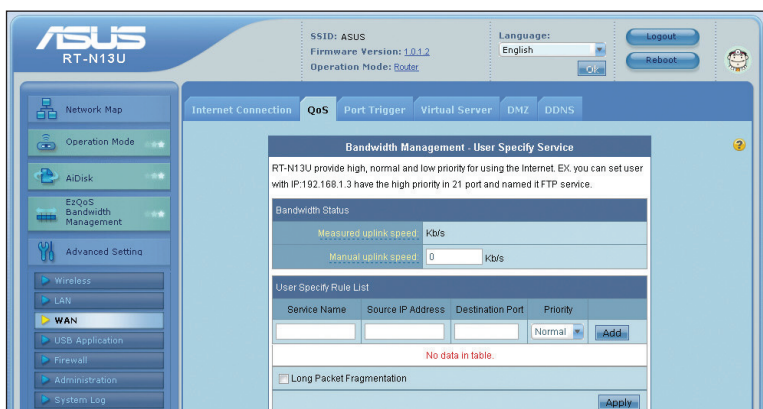 ASUS
RT-N13U
SSID: ASUS
Firmware Version: 1.0.1.2
Operation Mode: Router
Language:
English
OK
Logout
Reboot
Network Map
Operation Mode
AiDisk
EzQoS
Bandwidth
Management
Advanced Setting
Wireless
LAN
WAN
USB Application
Firewall
Administration
System Log
Internet Connection QoS Port Trigger Virtual Server DMZ DDNS
Bandwidth Management - User Specify Service
RT-N13U provide high, normal and low priority for using the Internet. EX. you can set user
with IP:192.168.1.3 have the high priority in 21 port and named it FTP service.
Bandwidth Status
Measured uplink speed Kb/s
Manual uplink speed 0 Kb/s
User Specify Rule List
Service Name Source IP Address Destination Port Priority
Normal Add
No data in table.
Long Packet Fragmentation
Apply
?